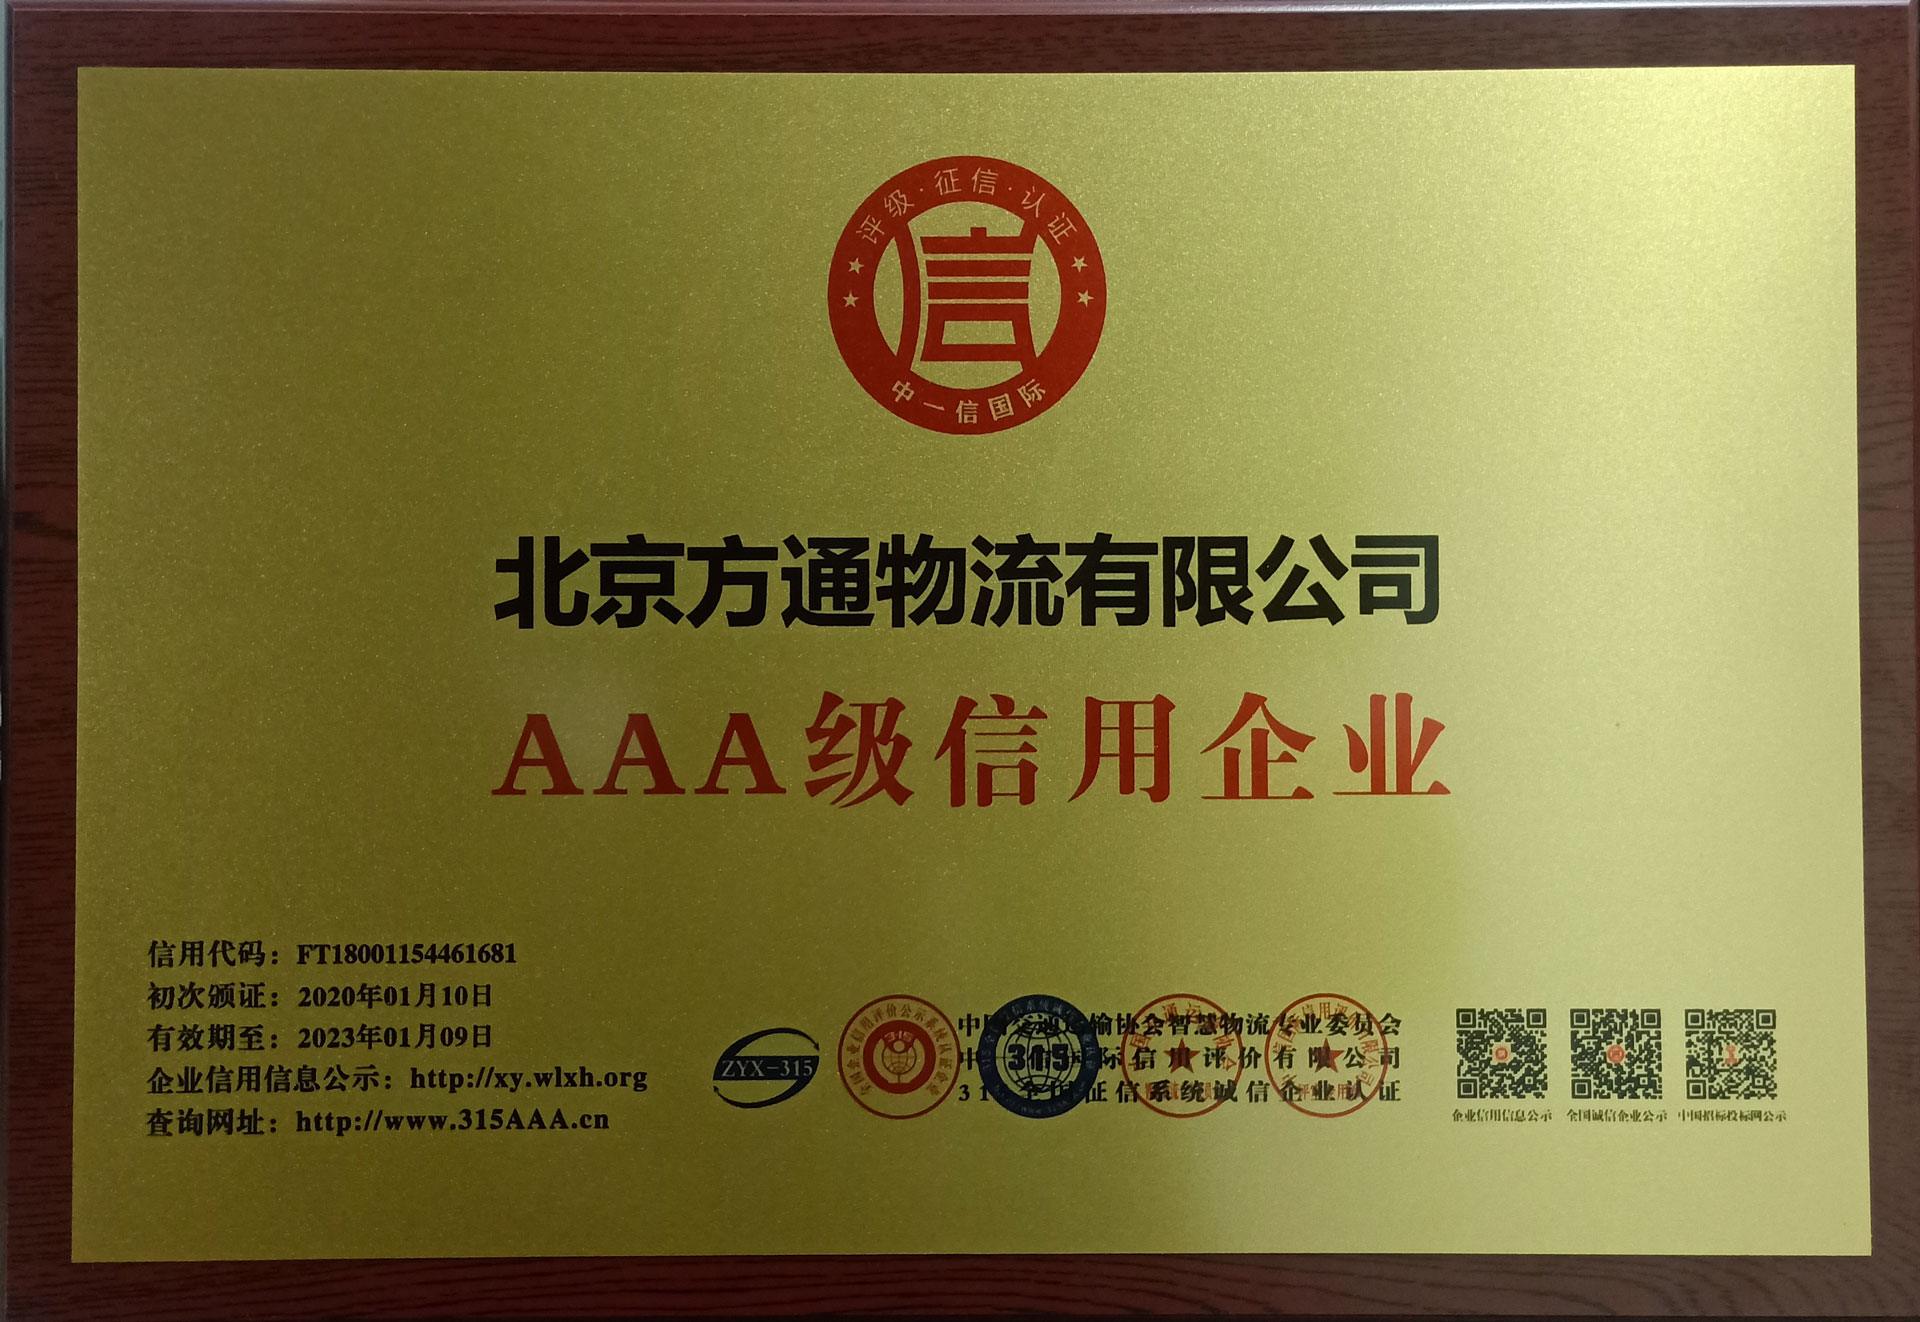 评级·征信·认证
信
中一信国际
北京方通物流有限公司
AAA级信用企业
信用代码：FT18001154461681
初次颁证：2020年01月10日
有效期至：2023年01月09日
企业信用信息公示：http://xy.wlxh.org
查询网址：http://www.315AAA.cn
ZYX-315
315
中国交通运输协会智慧物流专业委员会
中一信国际信用评价有限公司
315全国征信系统诚信企业认证
企业信用信息公示
全国诚信企业公示
中国招标投标网公示